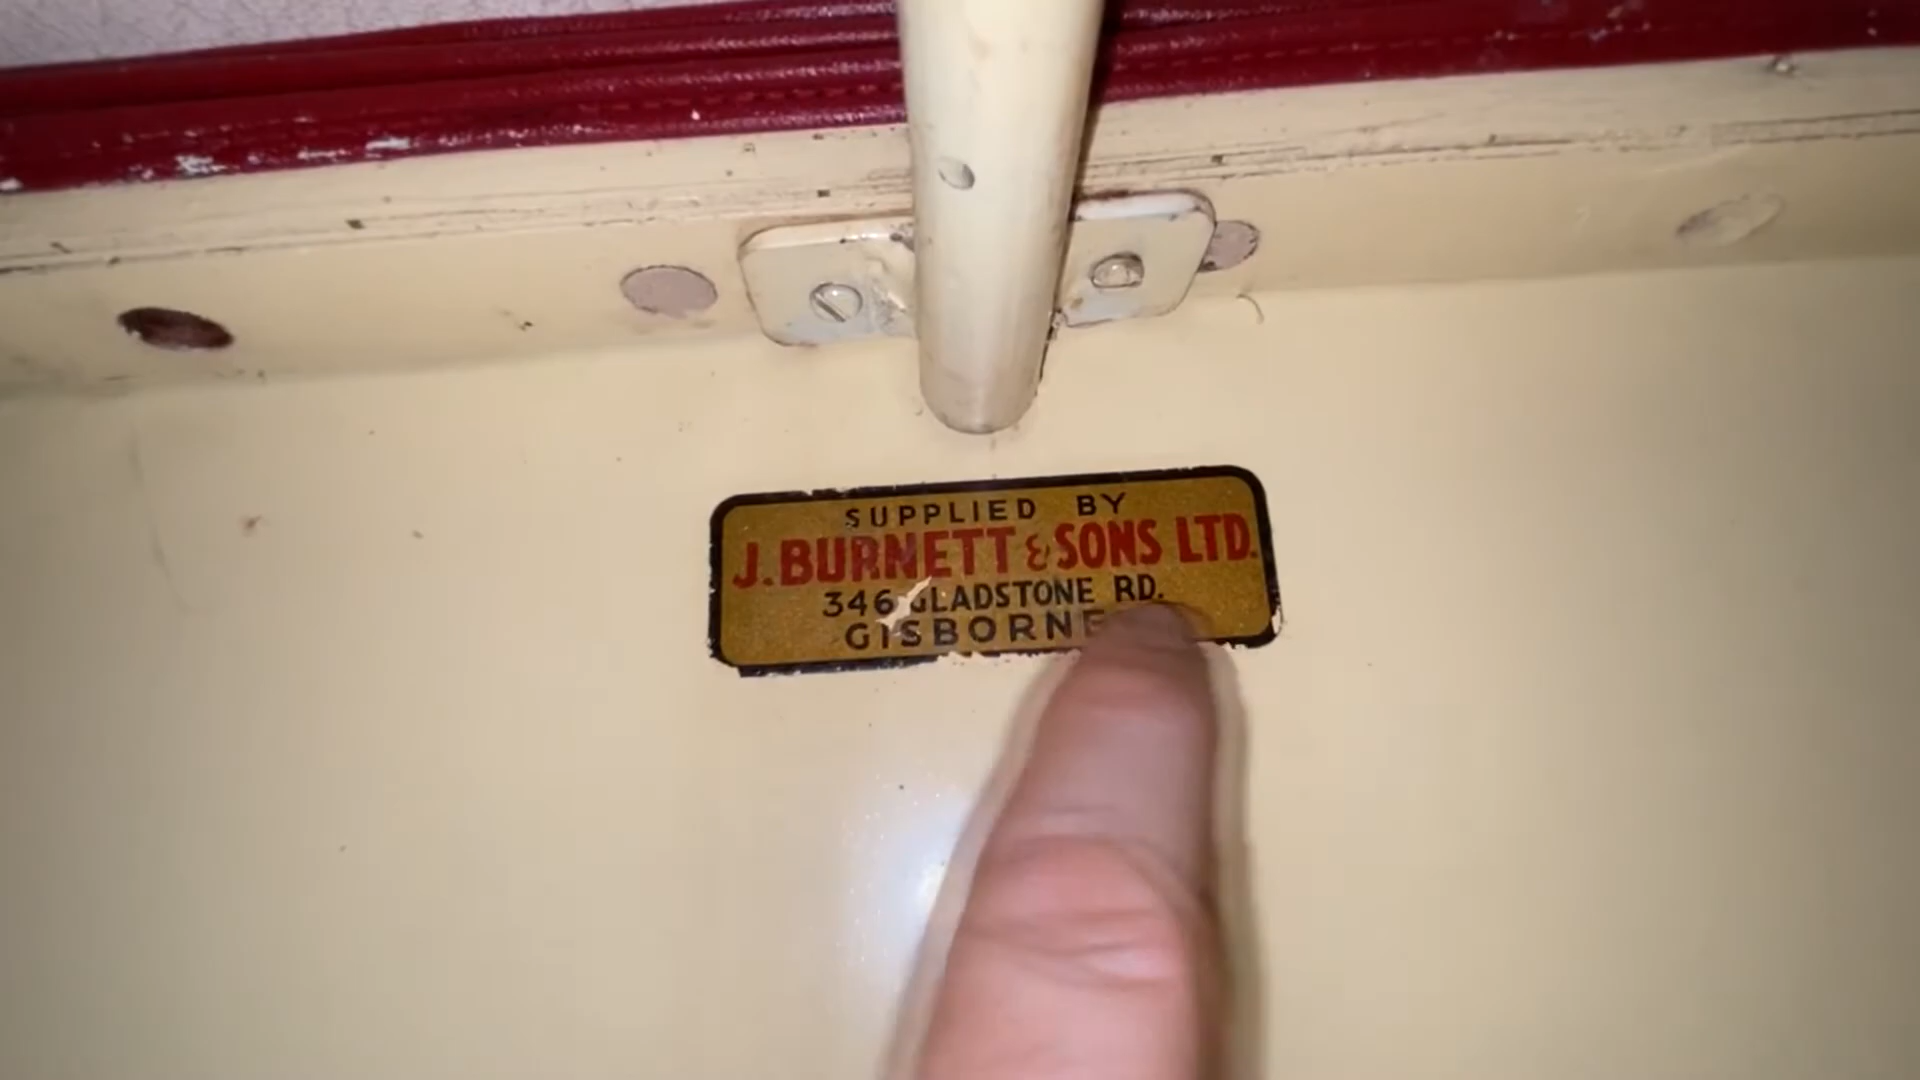 SUPPLIED BY
J. BURNETT & SONS LTD.
346 GLADSTONE RD.
GISBORNE